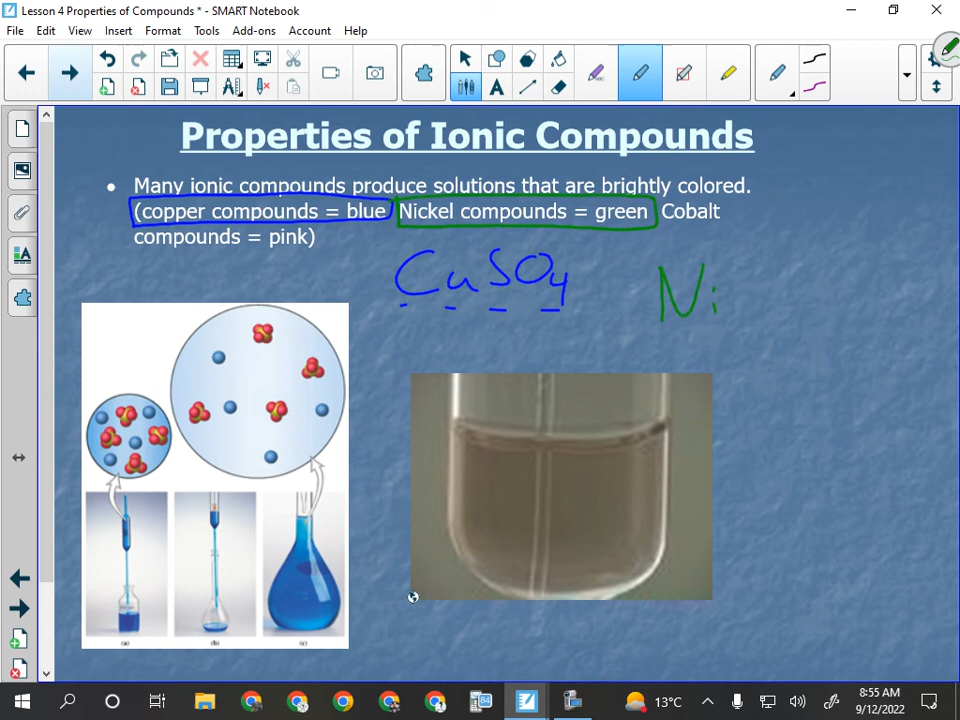 Lesson 4 Properties of Compounds * - SMART Notebook
File Edit View Insert Format Tools Add-ons Account Help
Properties of Ionic Compounds
• Many ionic compounds produce solutions that are brightly colored.
(copper compounds = blue Nickel compounds = green Cobalt
compounds = pink)
CuSO4 Ni
(a) (b) (c)
13°C
8:55 AM
9/12/2022